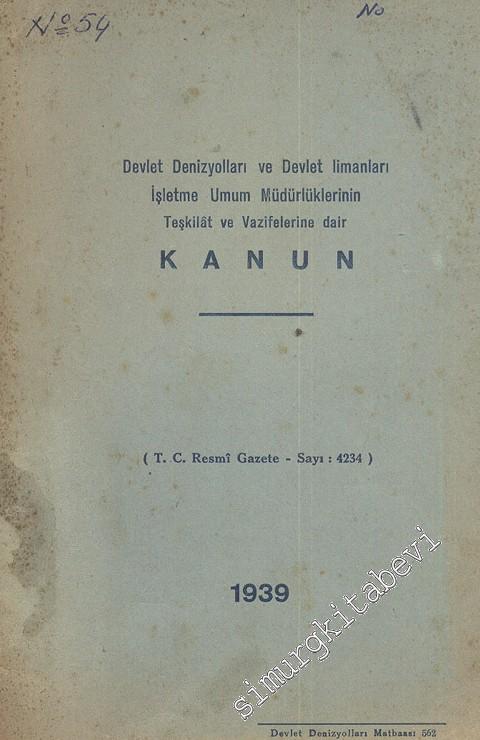 No 54
No
Devlet Denizyolları ve Devlet limanları
İşletme Umum Müdürlüklerinin
Teşkilât ve Vazifelerine dair
KANUN
( T. C. Resmî Gazete - Sayı : 4234 )
1939
simurgkitabevi
Devlet Denizyolları Matbaası 562